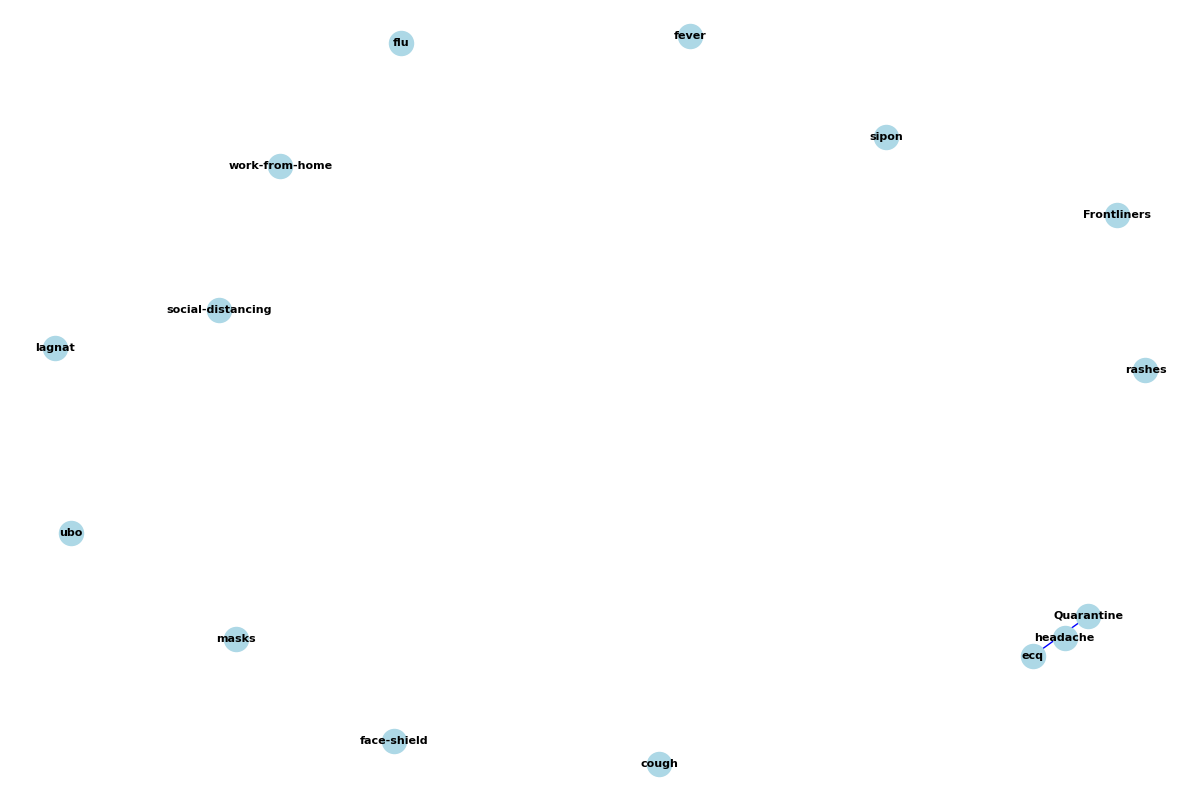 fever
flu
sipon
work-from-home
Frontliners
social-distancing
lagnat
rashes
ubo
Quarantine
headache
masks
ecq
face-shield
cough